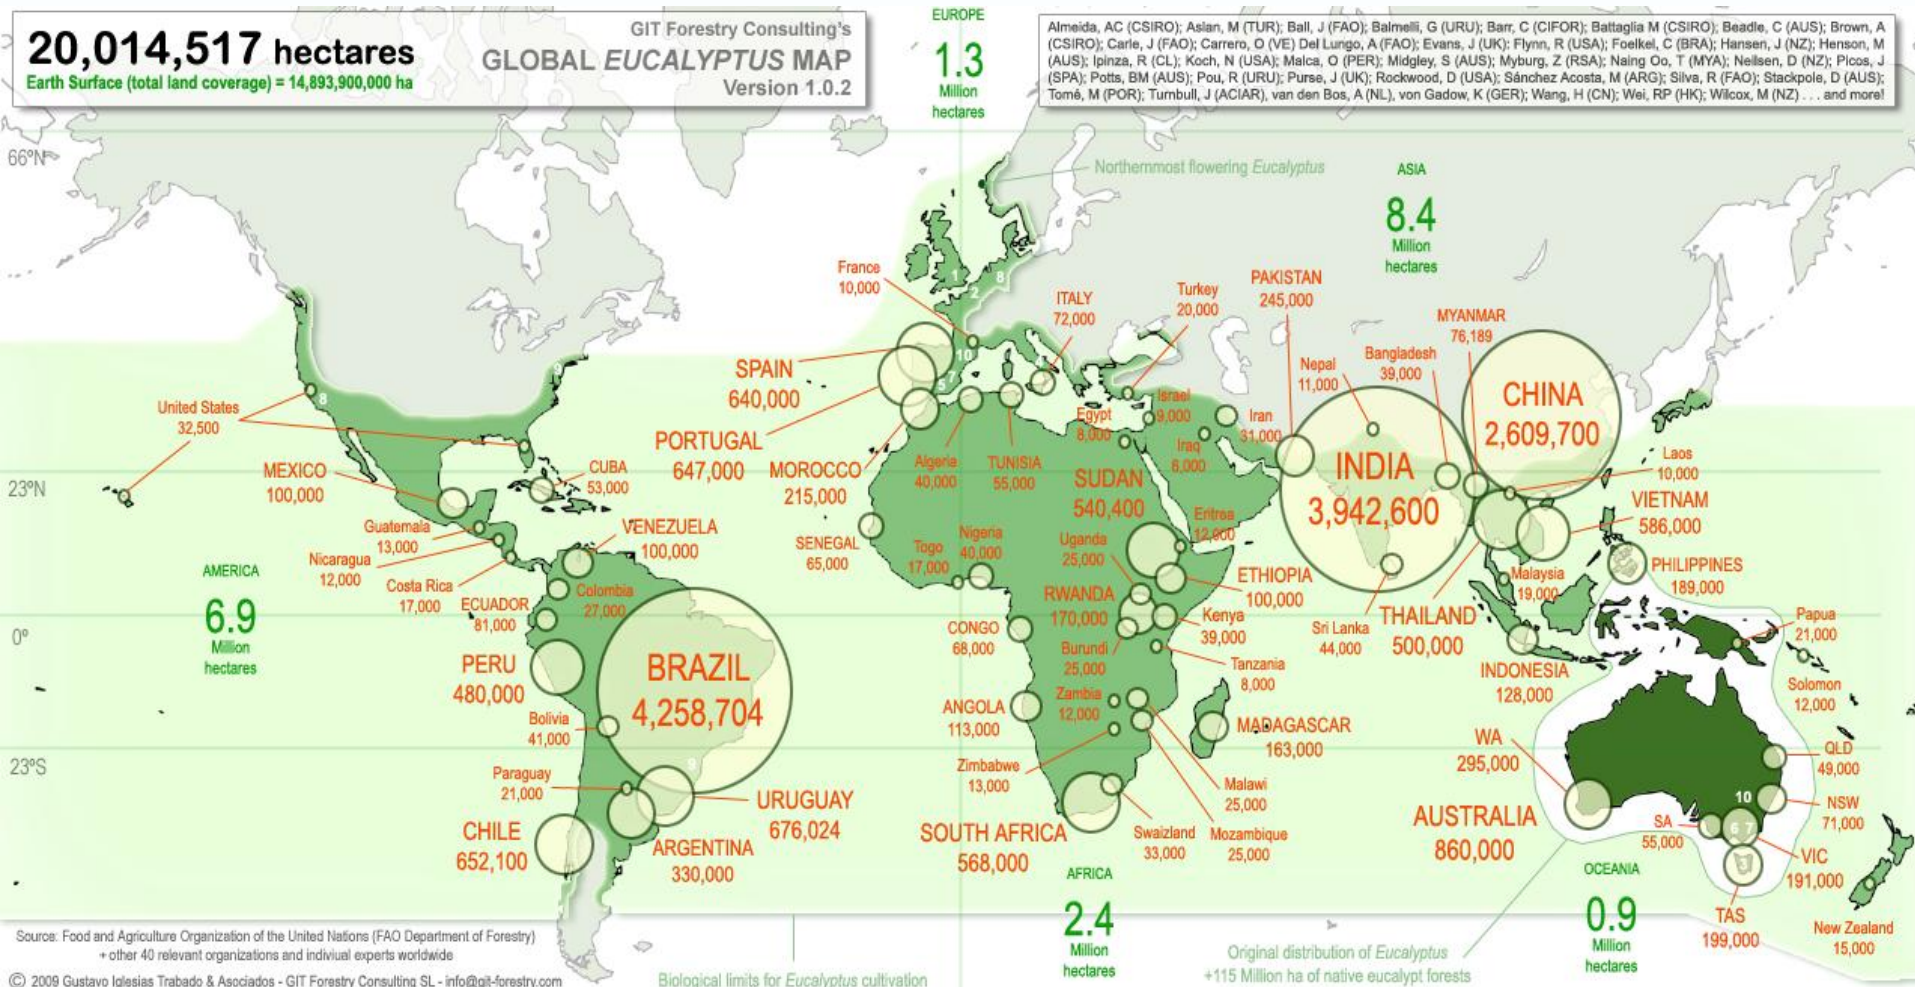 20,014,517 hectares
Earth Surface (total land coverage) = 14,893,900,000 ha
GIT Forestry Consulting's
GLOBAL EUCALYPTUS MAP
Version 1.0.2
EUROPE
1.3
Million
hectares
Almeida, AC (CSIRO); Aslan, M (TUR); Ball, J (FAO); Balmelli, G (URU); Barr, C (CIFOR); Battaglia M (CSIRO); Beadle, C (AUS); Brown, A
(CSIRO); Carle, J (FAO); Carrero, O (VE) Del Lungo, A (FAO); Evans, J (UK): Flynn, R (USA); Foelkel, C (BRA); Hansen, J (NZ); Henson, M
(AUS); Ipinza, R (CL); Koch, N (USA); Malca, O (PER); Midgley, S (AUS); Myburg, Z (RSA); Naing Oo, T (MYA); Neilsen, D (NZ); Picos, J
(SPA); Potts, BM (AUS); Pou, R (URU); Purse, J (UK); Rockwood, D (USA); Sánchez Acosta, M (ARG); Silva, R (FAO); Stackpole, D (AUS);
Tomé, M (POR); Turnbull, J (ACIAR), van den Bos, A (NL), von Gadow, K (GER); Wang, H (CN); Wei, RP (HK); Wilcox, M (NZ) . . . and more!
66ºN
Northernmost flowering Eucalyptus
ASIA
8.4
Million
hectares
France
10,000
1
8
2
ITALY
72,000
Turkey
20,000
PAKISTAN
245,000
MYANMAR
76,189
Bangladesh
39,000
Nepal
11,000
CHINA
2,609,700
SPAIN
640,000
10
5
7
4
9
8
United States
32,500
PORTUGAL
647,000
MOROCCO
215,000
Algeria
40,000
TUNISIA
55,000
Egypt
8,000
Israel
9,000
Iraq
6,000
Iran
31,000
INDIA
3,942,600
Laos
10,000
VIETNAM
586,000
23ºN
MEXICO
100,000
CUBA
53,000
SUDAN
540,400
Guatemala
13,000
Nicaragua
12,000
Costa Rica
17,000
VENEZUELA
100,000
SENEGAL
65,000
Togo
17,000
Nigeria
40,000
Uganda
25,000
Eritrea
12,000
ETHIOPIA
100,000
PHILIPPINES
189,000
Malaysia
19,000
AMERICA
6.9
Million
hectares
ECUADOR
81,000
Colombia
27,000
RWANDA
170,000
Kenya
39,000
Sri Lanka
44,000
THAILAND
500,000
Papua
21,000
0º
CONGO
68,000
Burundi
25,000
Tanzania
8,000
INDONESIA
128,000
Solomon
12,000
PERU
480,000
BRAZIL
4,258,704
Bolivia
41,000
ANGOLA
113,000
Zambia
12,000
MADAGASCAR
163,000
WA
295,000
QLD
49,000
23ºS
9
Paraguay
21,000
Zimbabwe
13,000
Malawi
25,000
URUGUAY
676,024
CHILE
652,100
ARGENTINA
330,000
SOUTH AFRICA
568,000
Swaizland
33,000
Mozambique
25,000
AUSTRALIA
860,000
10
NSW
71,000
SA
55,000
6
7
VIC
191,000
3
TAS
199,000
New Zealand
15,000
AFRICA
2.4
Million
hectares
OCEANIA
0.9
Million
hectares
Source: Food and Agriculture Organization of the United Nations (FAO Department of Forestry)
+ other 40 relevant organizations and indiviual experts worldwide
© 2009 Gustavo Iglesias Trabado & Asociados - GIT Forestry Consulting SL - info@git-forestry.com
Biological limits for Eucalyptus cultivation
Original distribution of Eucalyptus
+115 Million ha of native eucalypt forests